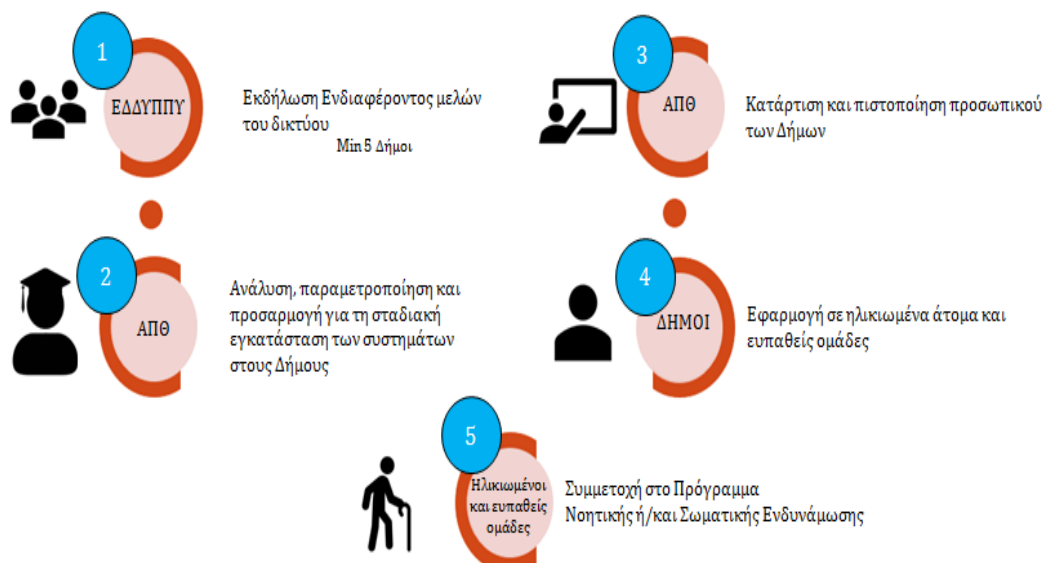 1
ΕΔΔΥΠΠΥ
Εκδήλωση Ενδιαφέροντος μελών
του δικτύου
Min 5 Δήμοι
2
ΑΠΘ
Ανάλυση, παραμετροποίηση και
προσαρμογή για τη σταδιακή
εγκατάσταση των συστημάτων
στους Δήμους
3
ΑΠΘ
Κατάρτιση και πιστοποίηση προσωπικού
των Δήμων
4
ΔΗΜΟΙ
Εφαρμογή σε ηλικιωμένα άτομα και
ευπαθείς ομάδες
5
Ηλικιωμένοι
και ευπαθείς
ομάδες
Συμμετοχή στο Πρόγραμμα
Νοητικής ή/και Σωματικής Ενδυνάμωσης